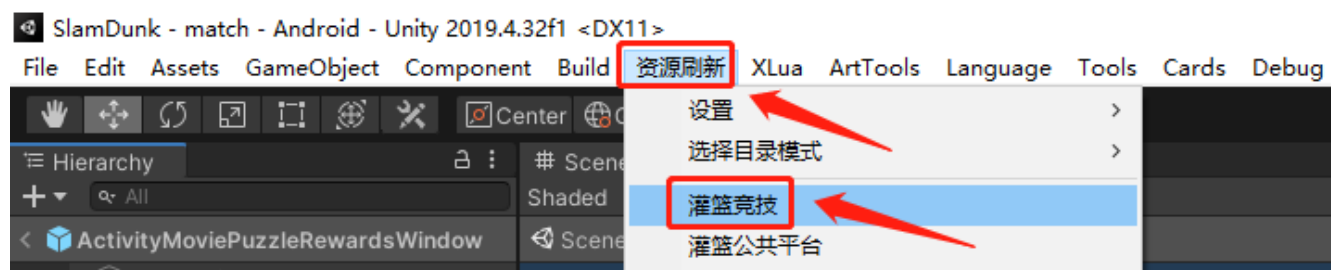 SlamDunk - match - Android - Unity 2019.4.32f1 <DX11>
File Edit Assets GameObject Component Build 资源刷新 XLua ArtTools Language Tools Cards Debug
Center
设置
Hierarchy
# Scene
选择目录模式
All
Shaded
灌篮竞技
ActivityMoviePuzzleRewardsWindow
Scene
灌篮公共平台